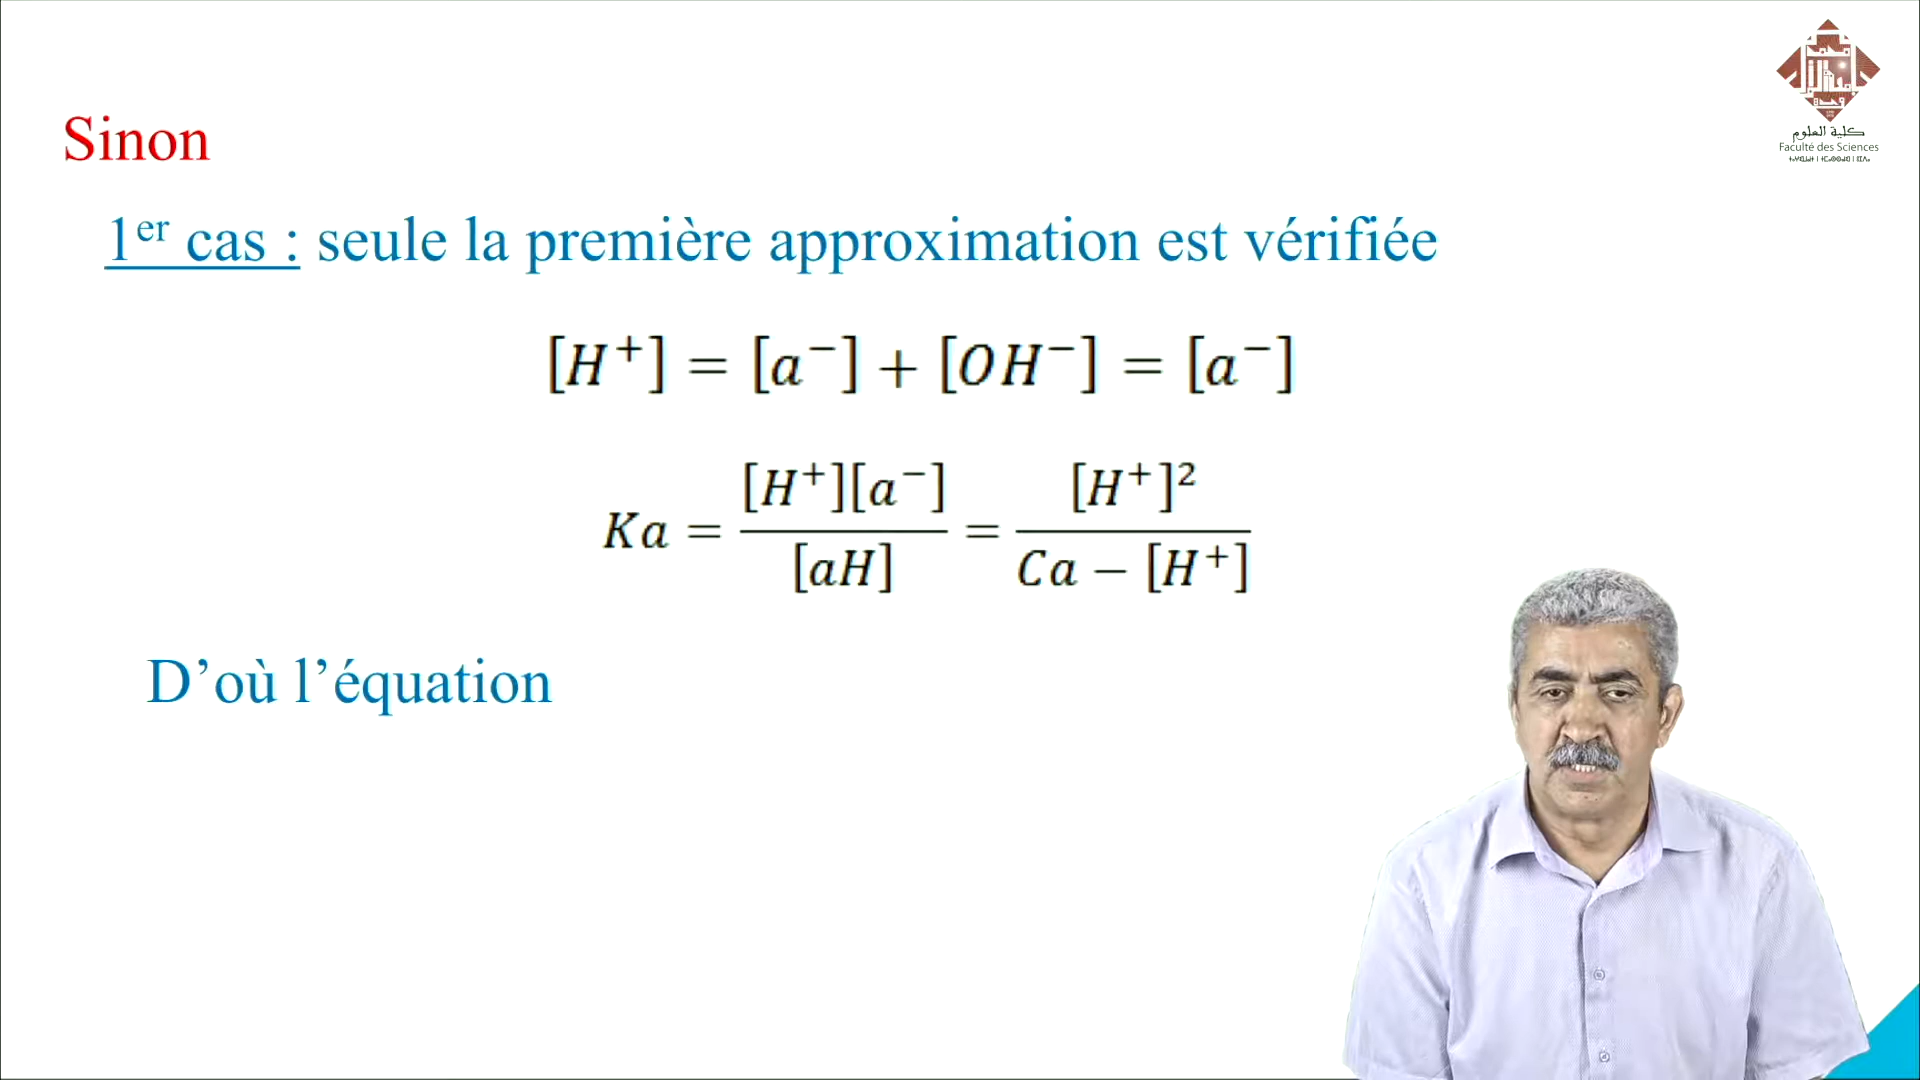 كلية العلوم
Faculté des Sciences
Sinon
1er cas : seule la première approximation est vérifiée
[H⁺] = [a⁻] + [OH⁻] = [a⁻]
Ka = [H⁺][a⁻] / [aH] = [H⁺]² / Ca − [H⁺]
D’où l’équation